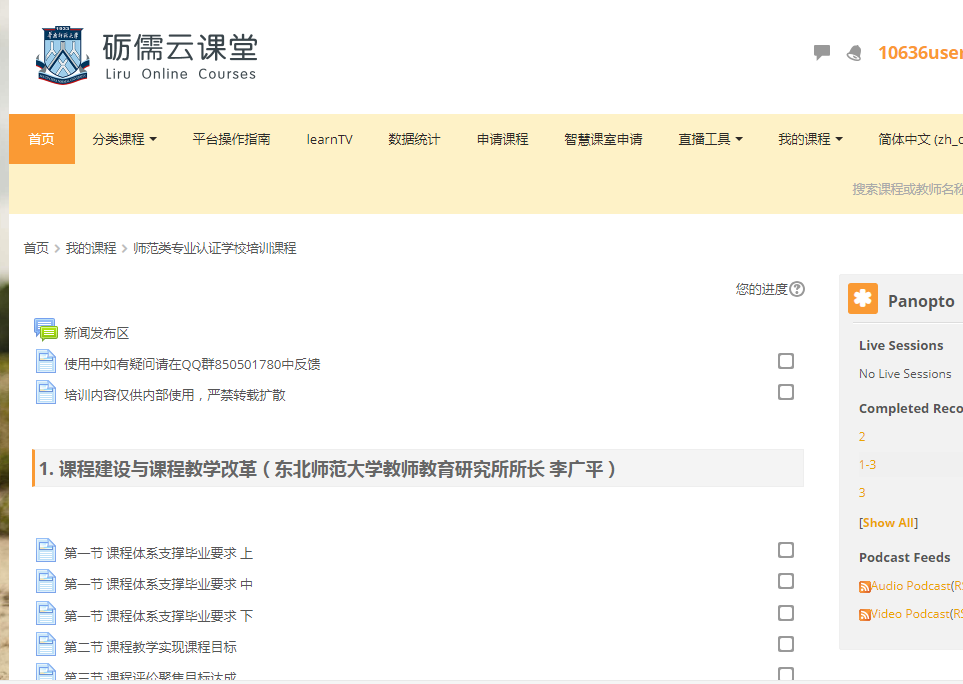 砺儒云课堂
Liru Online Courses
10636user
首页 分类课程 平台操作指南 learnTV 数据统计 申请课程 智慧课室申请 直播工具 我的课程 简体中文 (zh_c
搜索课程或教师名称
首页 > 我的课程 > 师范类专业认证学校培训课程
您的进度
新闻发布区
使用中如有疑问请在QQ群850501780中反馈
培训内容仅供内部使用，严禁转载扩散
1. 课程建设与课程教学改革（东北师范大学教师教育研究所所长 李广平）
第一节 课程体系支撑毕业要求 上
第一节 课程体系支撑毕业要求 中
第一节 课程体系支撑毕业要求 下
第二节 课程教学实现课程目标
第三节 课程评价聚焦目标达成
Panopto
Live Sessions
No Live Sessions
Completed Reco
2
1-3
3
[Show All]
Podcast Feeds
Audio Podcast(RS
Video Podcast(RS